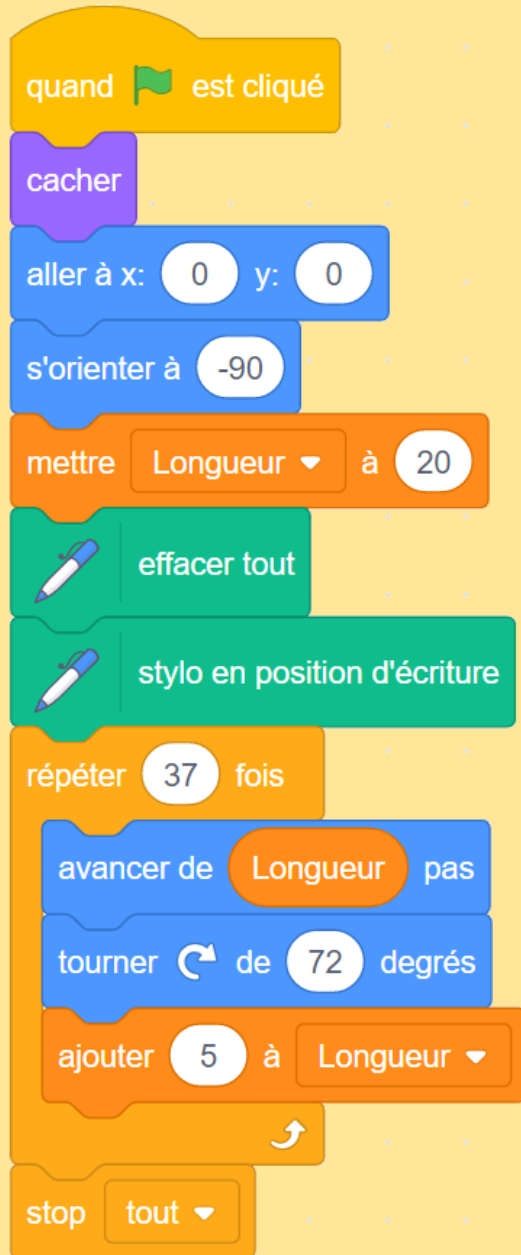 quand est cliqué
cacher
aller à x: 0 y: 0
s'orienter à -90
mettre Longueur à 20
effacer tout
stylo en position d'écriture
répéter 37 fois
avancer de Longueur pas
tourner de 72 degrés
ajouter 5 à Longueur
stop tout